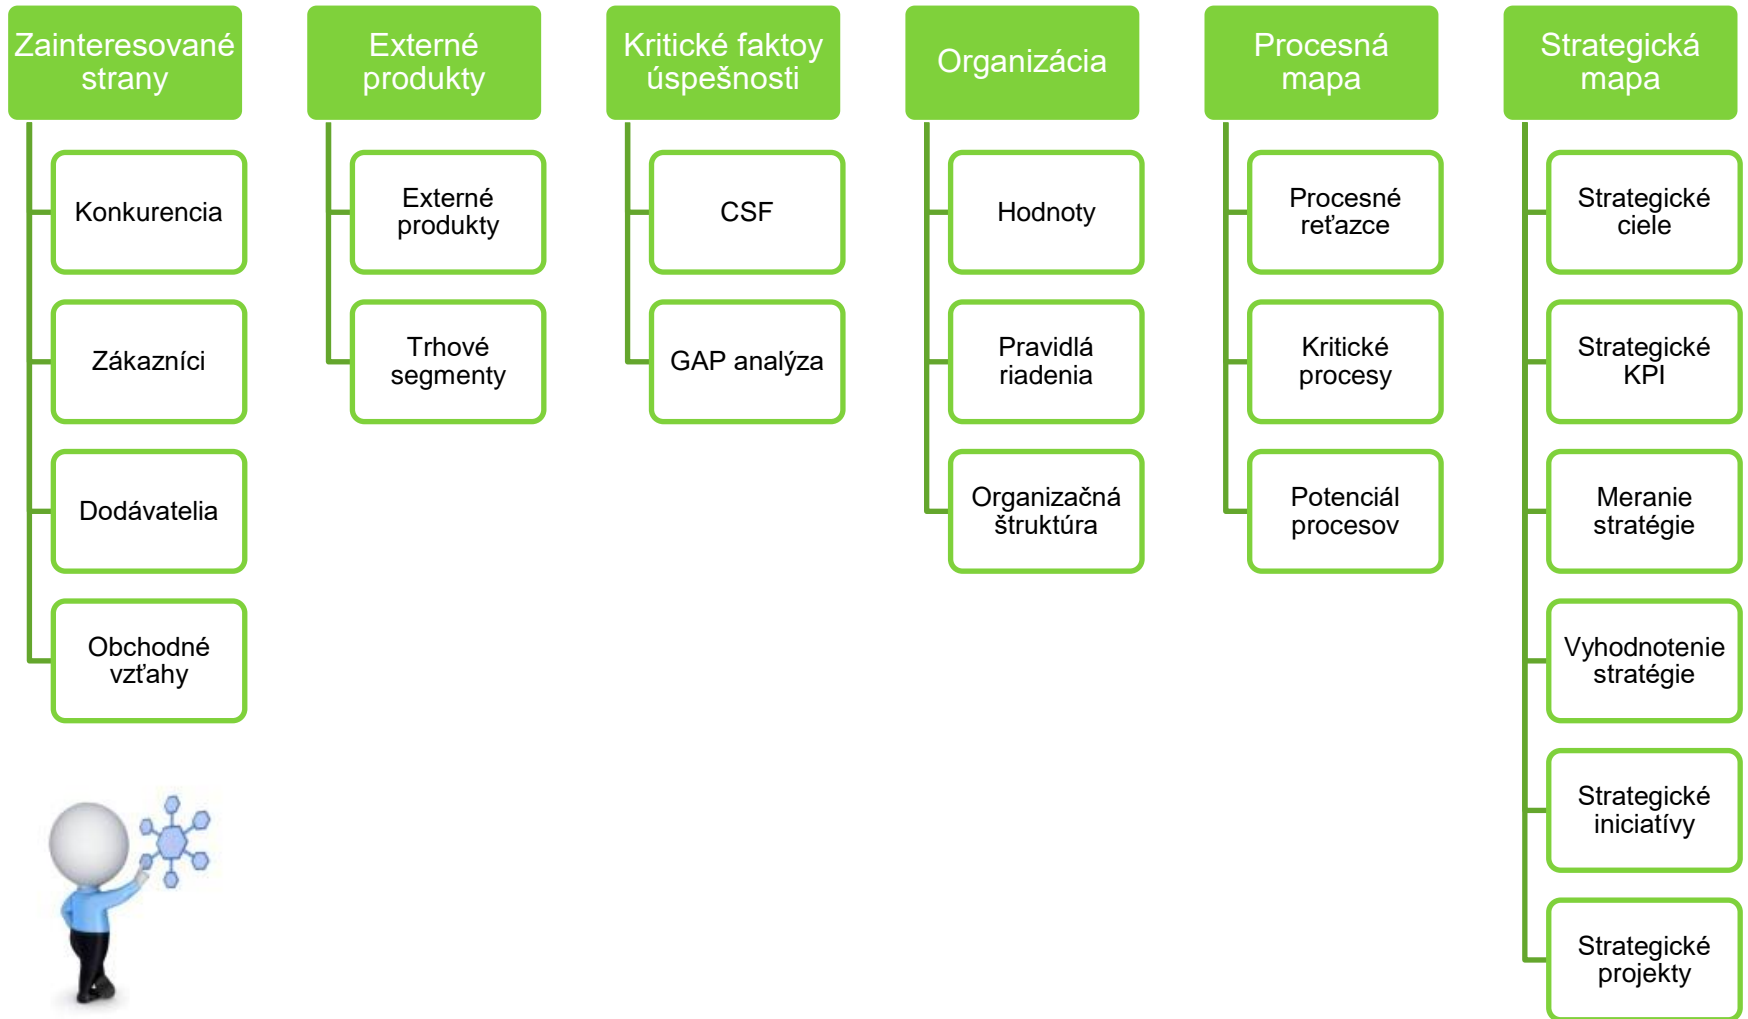 Zainteresované
strany
Konkurencia
Zákazníci
Dodávatelia
Obchodné
vzťahy
Externé
produkty
Externé
produkty
Trhové
segmenty
Kritické faktoy
úspešnosti
CSF
GAP analýza
Organizácia
Hodnoty
Pravidlá
riadenia
Organizačná
štruktúra
Procesná
mapa
Procesné
reťazce
Kritické
procesy
Potenciál
procesov
Strategická
mapa
Strategické
ciele
Strategické
KPI
Meranie
stratégie
Vyhodnotenie
stratégie
Strategické
iniciatívy
Strategické
projekty